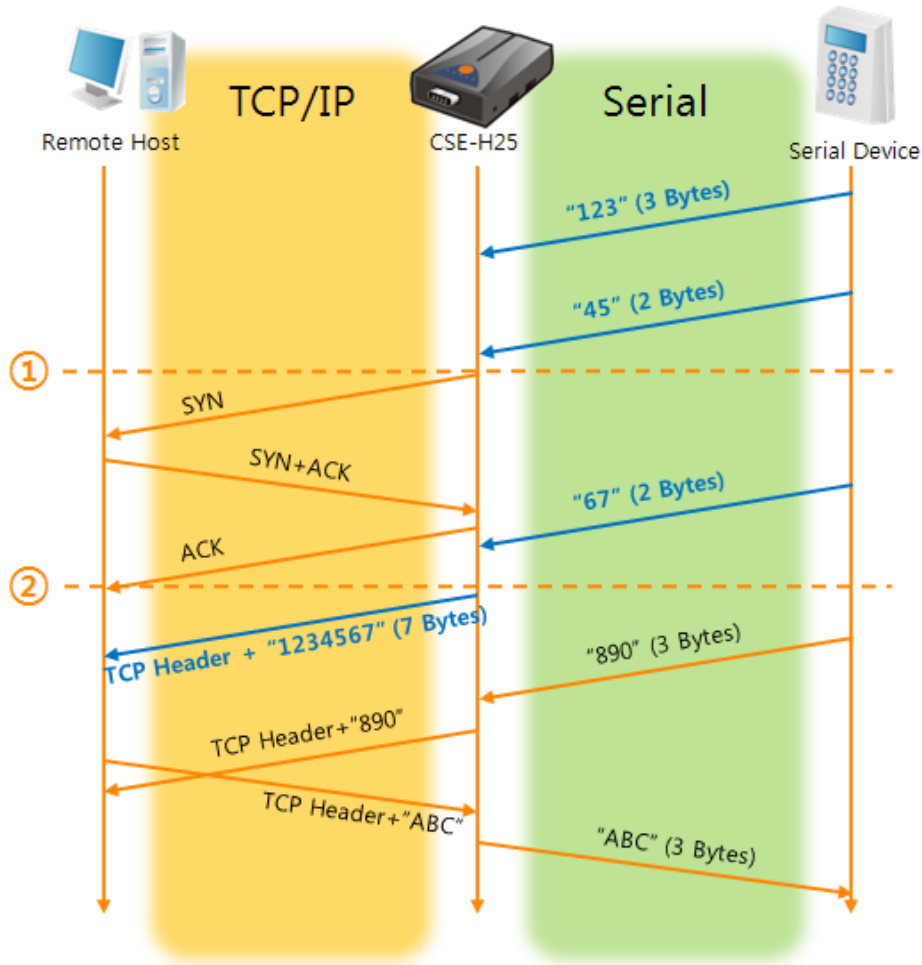 TCP/IP
Serial
Remote Host
CSE-H25
Serial Device
“123” (3 Bytes)
“45” (2 Bytes)
①
SYN
SYN+ACK
“67” (2 Bytes)
ACK
②
TCP Header + “1234567” (7 Bytes)
“890” (3 Bytes)
TCP Header+“890”
TCP Header+“ABC”
“ABC” (3 Bytes)